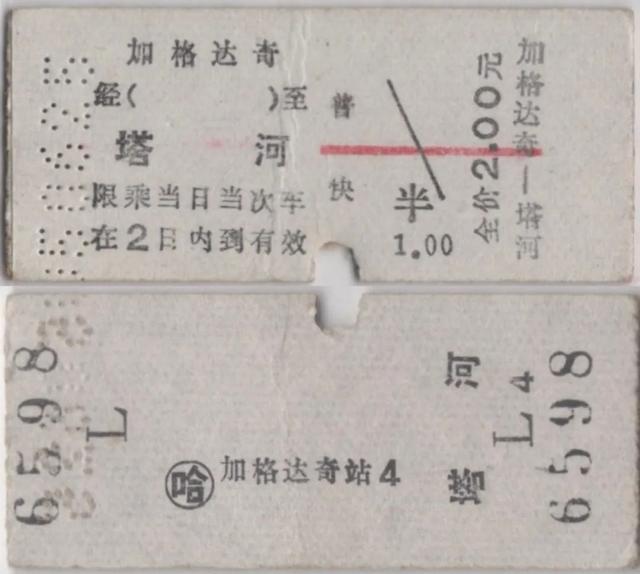 加格达奇
经( )至
塔河
限乘当日当次车
在2日内到有效
普快
半
1.00
全价2.00元
加格达奇—塔河
6598
L
哈 加格达奇站4
塔河
L4
6598